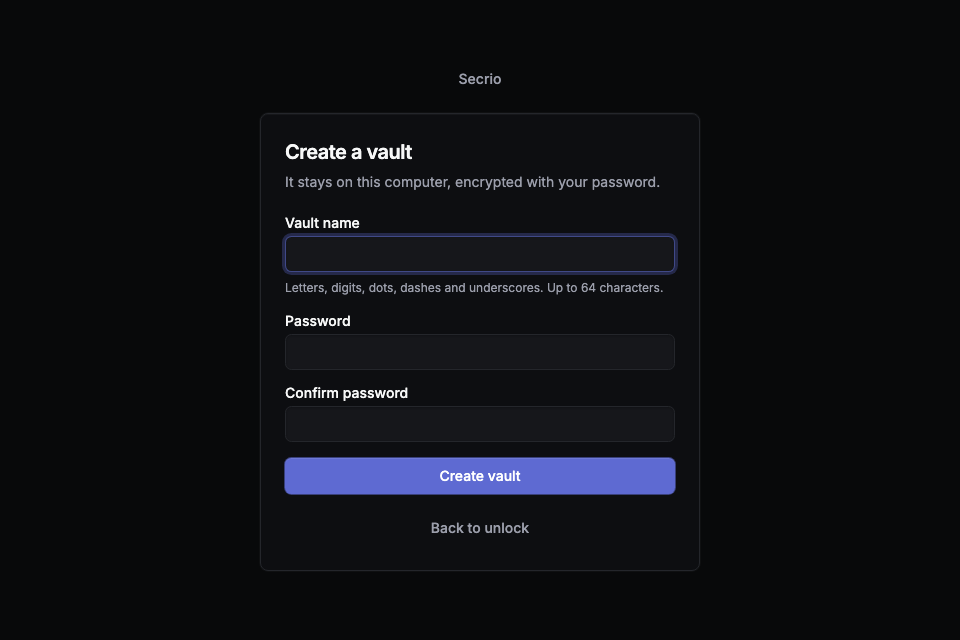 Secrio
Create a vault
It stays on this computer, encrypted with your password.
Vault name
Letters, digits, dots, dashes and underscores. Up to 64 characters.
Password
Confirm password
Create vault
Back to unlock